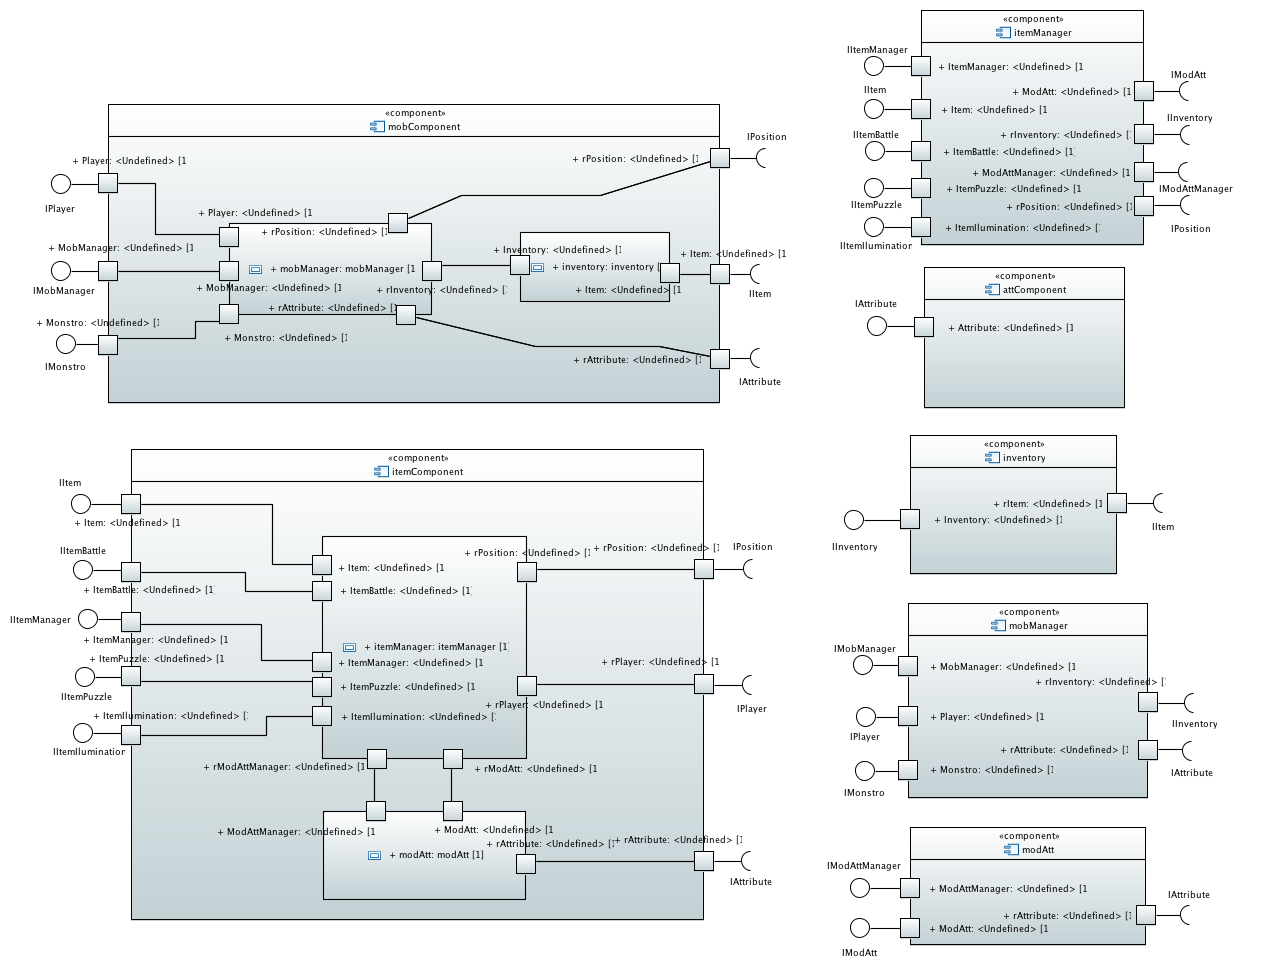 «component»
mobComponent
+ Player: <Undefined> [1
IPlayer
+ MobManager: <Undefined> [1
IMobManager
+ Monstro: <Undefined> [1
IMonstro
+ Player: <Undefined> [1
+ rPosition: <Undefined> [1
+ mobManager: mobManager [1
+ MobManager: <Undefined> [1
+ rInventory: <Undefined> [1
+ rAttribute: <Undefined> [1
+ Monstro: <Undefined> [1
+ Inventory: <Undefined> [1
+ inventory: inventory [
+ Item: <Undefined> [1
+ rPosition: <Undefined> [1
IPosition
+ Item: <Undefined> [1
IItem
+ rAttribute: <Undefined> [1
IAttribute
«component»
itemManager
IItemManager
+ ItemManager: <Undefined> [1
IItem
+ Item: <Undefined> [1
IItemBattle
+ ItemBattle: <Undefined> [1
IItemPuzzle
+ ItemPuzzle: <Undefined> [1
IItemIllumination
+ ItemIllumination: <Undefined> [
+ ModAtt: <Undefined> [1
IModAtt
+ rInventory: <Undefined> [
IInventory
+ ModAttManager: <Undefined> [1
IModAttManager
+ rPosition: <Undefined> [1
IPosition
«component»
attComponent
IAttribute
+ Attribute: <Undefined> [1
«component»
inventory
IInventory
+ Inventory: <Undefined> [1
+ rItem: <Undefined> [1
IItem
«component»
itemComponent
IItem
+ Item: <Undefined> [1
IItemBattle
+ ItemBattle: <Undefined> [1
IItemManager
+ ItemManager: <Undefined> [1
+ ItemPuzzle: <Undefined> [1
IItemPuzzle
+ ItemIllumination: <Undefined> [
IItemIllumination
+ rPosition: <Undefined> [1
+ rPosition: <Undefined> [1
IPosition
+ Item: <Undefined> [1
+ ItemBattle: <Undefined> [1
+ itemManager: itemManager [1
+ ItemManager: <Undefined> [1
+ ItemPuzzle: <Undefined> [1
+ ItemIllumination: <Undefined> [
+ rPlayer: <Undefined> [1
+ rPlayer: <Undefined> [1
IPlayer
+ rModAttManager: <Undefined> [1
+ rModAtt: <Undefined> [1
+ ModAttManager: <Undefined> [1
+ ModAtt: <Undefined> [1
+ modAtt: modAtt [1]
+ rAttribute: <Undefined> [1
+ rAttribute: <Undefined> [1
IAttribute
«component»
mobManager
IMobManager
+ MobManager: <Undefined> [1
+ rInventory: <Undefined> [
IInventory
IPlayer
+ Player: <Undefined> [1
+ rAttribute: <Undefined> [1
IAttribute
IMonstro
+ Monstro: <Undefined> [1
«component»
modAtt
IModAttManager
+ ModAttManager: <Undefined> [1
+ rAttribute: <Undefined> [1
IAttribute
+ ModAtt: <Undefined> [1
IModAtt